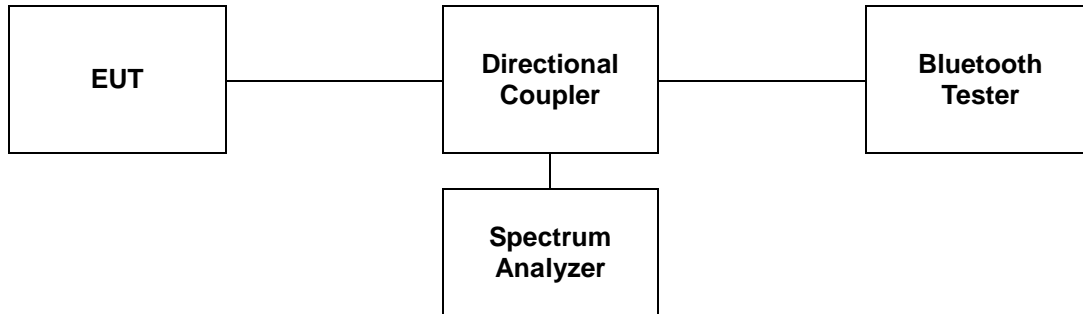 EUT
Directional
Coupler
Bluetooth
Tester
Spectrum
Analyzer